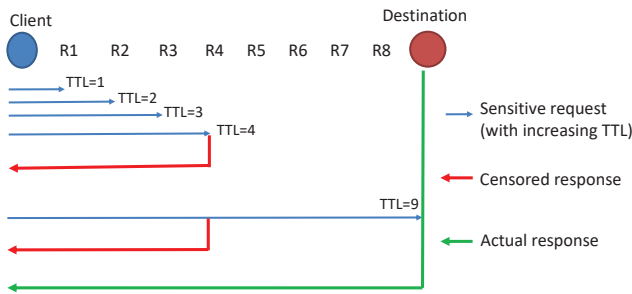 Client
Destination
R1 R2 R3 R4 R5 R6 R7 R8
TTL=1
TTL=2
TTL=3
TTL=4
TTL=9
Sensitive request
(with increasing TTL)
Censored response
Actual response